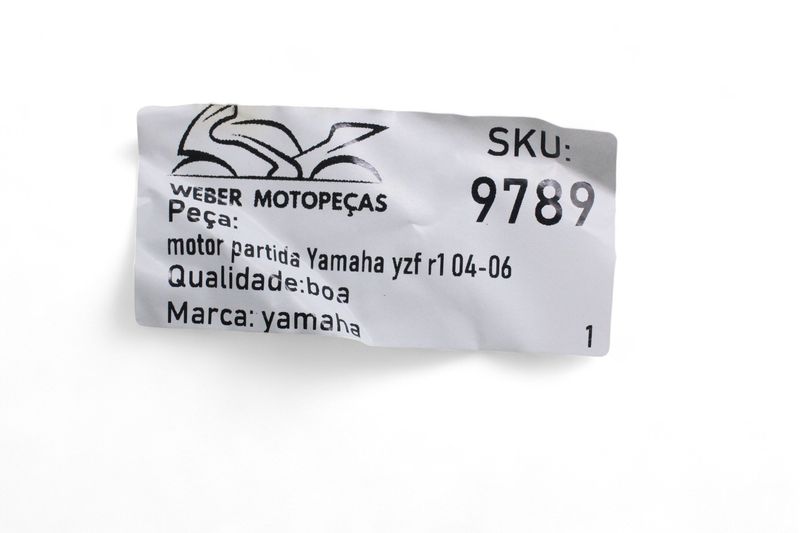 WEBER MOTOPEÇAS
SKU:
9789
Peça:
motor partida Yamaha yzf r1 04-06
Qualidade:boa
Marca: yamaha
1